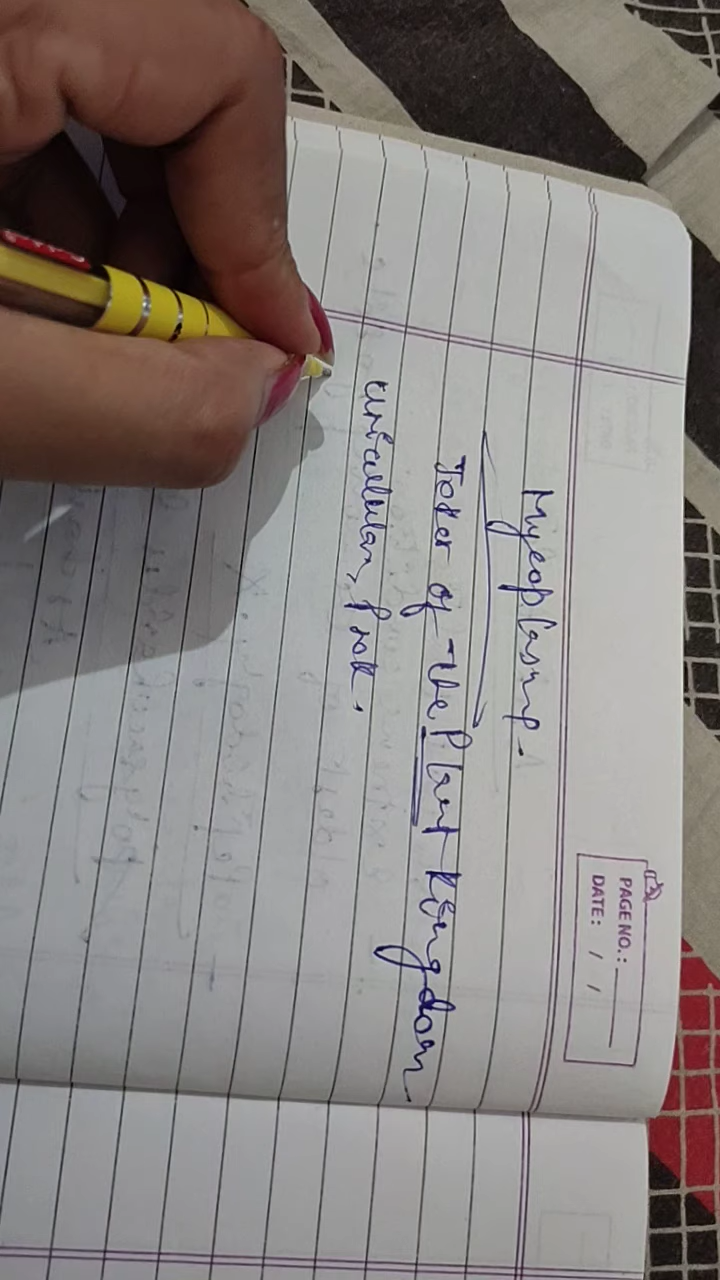 PAGE NO.:
DATE: / /
Mycoplasma.
Joker of the Plant Kingdom
unicellular, Prok.